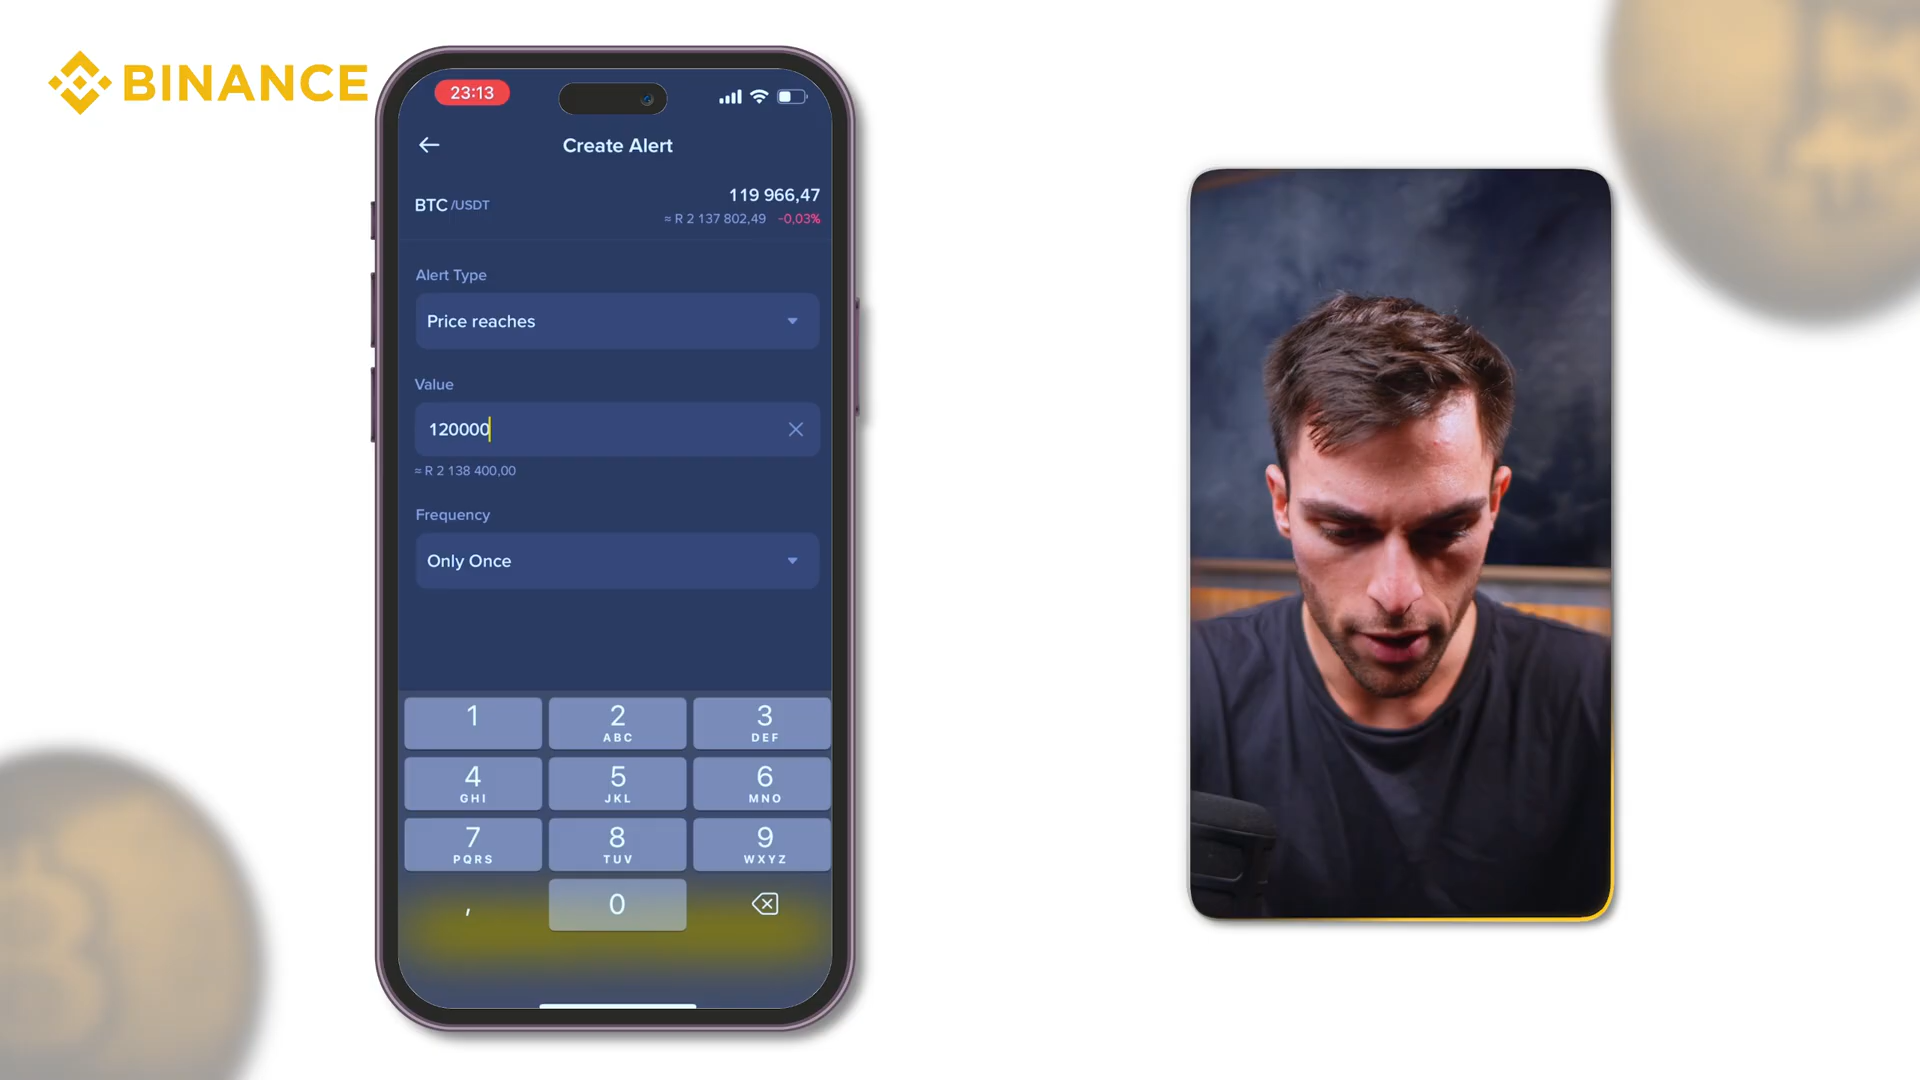 BINANCE
23:13
Create Alert
BTC /USDT
119 966,47
≈ R 2 137 802,49 -0,03%
Alert Type
Price reaches
Value
120000
≈ R 2 138 400,00
Frequency
Only Once
1
2
ABC
3
DEF
4
GHI
5
JKL
6
MNO
7
PQRS
8
TUV
9
WXYZ
,
0